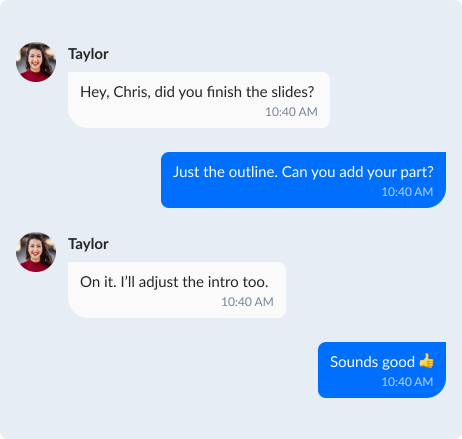 Taylor
Hey, Chris, did you finish the slides?
10:40 AM
Just the outline. Can you add your part?
10:40 AM
Taylor
On it. I’ll adjust the intro too.
10:40 AM
Sounds good 👍
10:40 AM